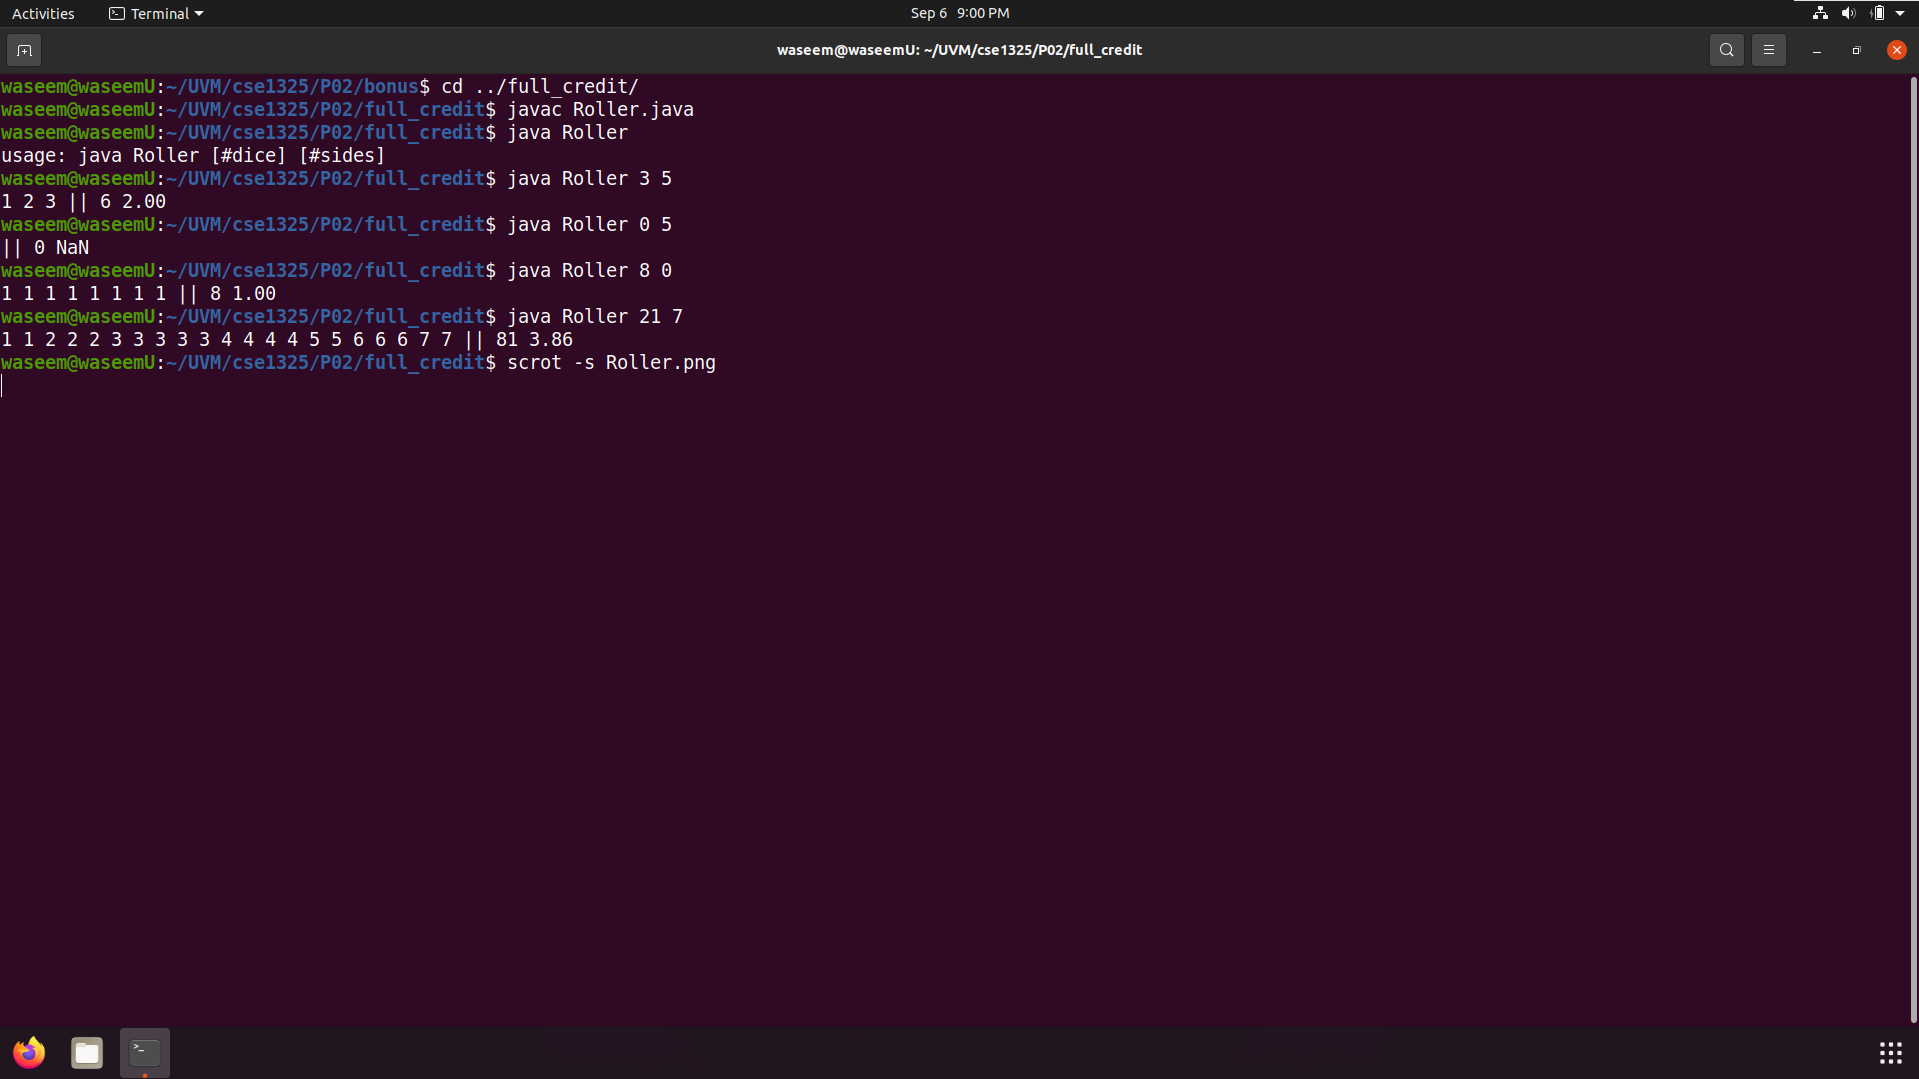 Activities Terminal Sep 6 9:00 PM
waseem@waseemU: ~/UVM/cse1325/P02/full_credit
waseem@waseemU:~/UVM/cse1325/P02/bonus$ cd ../full_credit/
waseem@waseemU:~/UVM/cse1325/P02/full_credit$ javac Roller.java
waseem@waseemU:~/UVM/cse1325/P02/full_credit$ java Roller
usage: java Roller [#dice] [#sides]
waseem@waseemU:~/UVM/cse1325/P02/full_credit$ java Roller 3 5
1 2 3 || 6 2.00
waseem@waseemU:~/UVM/cse1325/P02/full_credit$ java Roller 0 5
|| 0 NaN
waseem@waseemU:~/UVM/cse1325/P02/full_credit$ java Roller 8 0
1 1 1 1 1 1 1 1 || 8 1.00
waseem@waseemU:~/UVM/cse1325/P02/full_credit$ java Roller 21 7
1 1 2 2 2 3 3 3 3 3 4 4 4 4 5 5 6 6 6 7 7 || 81 3.86
waseem@waseemU:~/UVM/cse1325/P02/full_credit$ scrot -s Roller.png